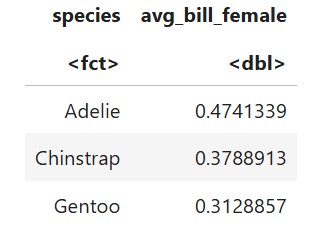 species avg_bill_female
<fct> <dbl>
Adelie 0.4741339
Chinstrap 0.3788913
Gentoo 0.3128857